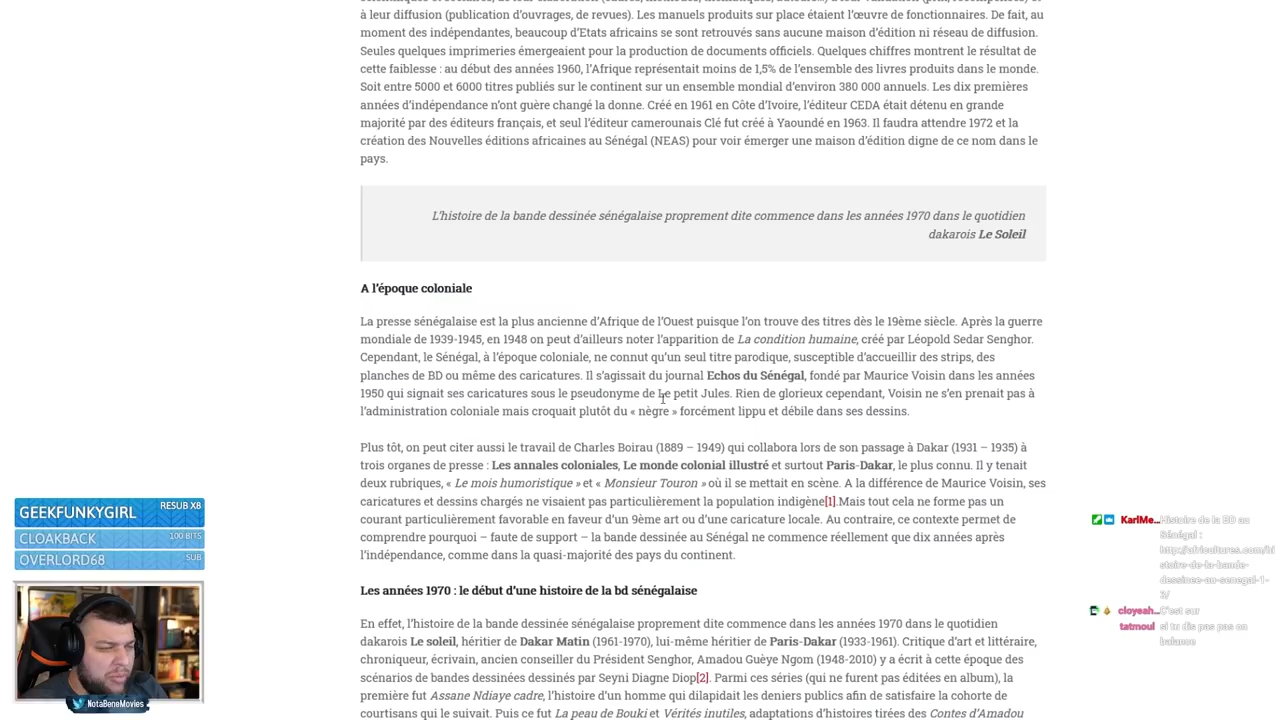 à leur diffusion (publication d'ouvrages, de revues). Les manuels produits sur place étaient l'œuvre de fonctionnaires. De fait, au
moment des indépendantes, beaucoup d'Etats africains se sont retrouvés sans aucune maison d'édition ni réseau de diffusion.
Seules quelques imprimeries émergeaient pour la production de documents officiels. Quelques chiffres montrent le résultat de
cette faiblesse : au début des années 1960, l'Afrique représentait moins de 1,5% de l'ensemble des livres produits dans le monde.
Soit entre 5000 et 6000 titres publiés sur le continent sur un ensemble mondial d'environ 380 000 annuels. Les dix premières
années d'indépendance n'ont guère changé la donne. Créé en 1961 en Côte d'Ivoire, l'éditeur CEDA était détenu en grande
majorité par des éditeurs français, et seul l'éditeur camerounais Clé fut créé à Yaoundé en 1963. Il faudra attendre 1972 et la
création des Nouvelles éditions africaines au Sénégal (NEAS) pour voir émerger une maison d'édition digne de ce nom dans le
pays.
L'histoire de la bande dessinée sénégalaise proprement dite commence dans les années 1970 dans le quotidien
dakarois Le Soleil
A l'époque coloniale
La presse sénégalaise est la plus ancienne d'Afrique de l'Ouest puisque l'on trouve des titres dès le 19ème siècle. Après la guerre
mondiale de 1939-1945, en 1948 on peut d'ailleurs noter l'apparition de La condition humaine, créé par Léopold Sedar Senghor.
Cependant, le Sénégal, à l'époque coloniale, ne connut qu'un seul titre parodique, susceptible d'accueillir des strips, des
planches de BD ou même des caricatures. Il s'agissait du journal Echos du Sénégal, fondé par Maurice Voisin dans les années
1950 qui signait ses caricatures sous le pseudonyme de Le petit Jules. Rien de glorieux cependant, Voisin ne s'en prenait pas à
l'administration coloniale mais croquait plutôt du « nègre » forcément lippu et débile dans ses dessins.
Plus tôt, on peut citer aussi le travail de Charles Boirau (1889 – 1949) qui collabora lors de son passage à Dakar (1931 – 1935) à
trois organes de presse : Les annales coloniales, Le monde colonial illustré et surtout Paris-Dakar, le plus connu. Il y tenait
deux rubriques, « Le mois humoristique » et « Monsieur Touron » où il se mettait en scène. A la différence de Maurice Voisin, ses
caricatures et dessins chargés ne visaient pas particulièrement la population indigène[1].Mais tout cela ne forme pas un
courant particulièrement favorable en faveur d'un 9ème art ou d'une caricature locale. Au contraire, ce contexte permet de
comprendre pourquoi – faute de support – la bande dessinée au Sénégal ne commence réellement que dix années après
l'indépendance, comme dans la quasi-majorité des pays du continent.
Les années 1970 : le début d'une histoire de la bd sénégalaise
En effet, l'histoire de la bande dessinée sénégalaise proprement dite commence dans les années 1970 dans le quotidien
dakarois Le soleil, héritier de Dakar Matin (1961-1970), lui-même héritier de Paris-Dakar (1933-1961). Critique d'art et littéraire,
chroniqueur, écrivain, ancien conseiller du Président Senghor, Amadou Guèye Ngom (1948-2010) y a écrit à cette époque des
scénarios de bandes dessinées dessinés par Seyni Diagne Diop[2]. Parmi ces séries (qui ne furent pas éditées en album), la
première fut Assane Ndiaye cadre, l'histoire d'un homme qui dilapidait les deniers publics afin de satisfaire la cohorte de
courtisans qui le suivait. Puis ce fut La peau de Bouki et Vérités inutiles, adaptations d'histoires tirées des Contes d'Amadou
GEEKFUNKYGIRL RESUB X8
CLOAKBACK 100 BITS
OVERLORD68 SUB
NotaBeneMovies
KarlMe... Histoire de la BD au
Sénégal :
http://africultures.com/hi
stoire-de-la-bande-
dessinee-au-senegal-1-
3/
cloyeah... C'est sur
tatmoul si tu dis pas pas on
balance